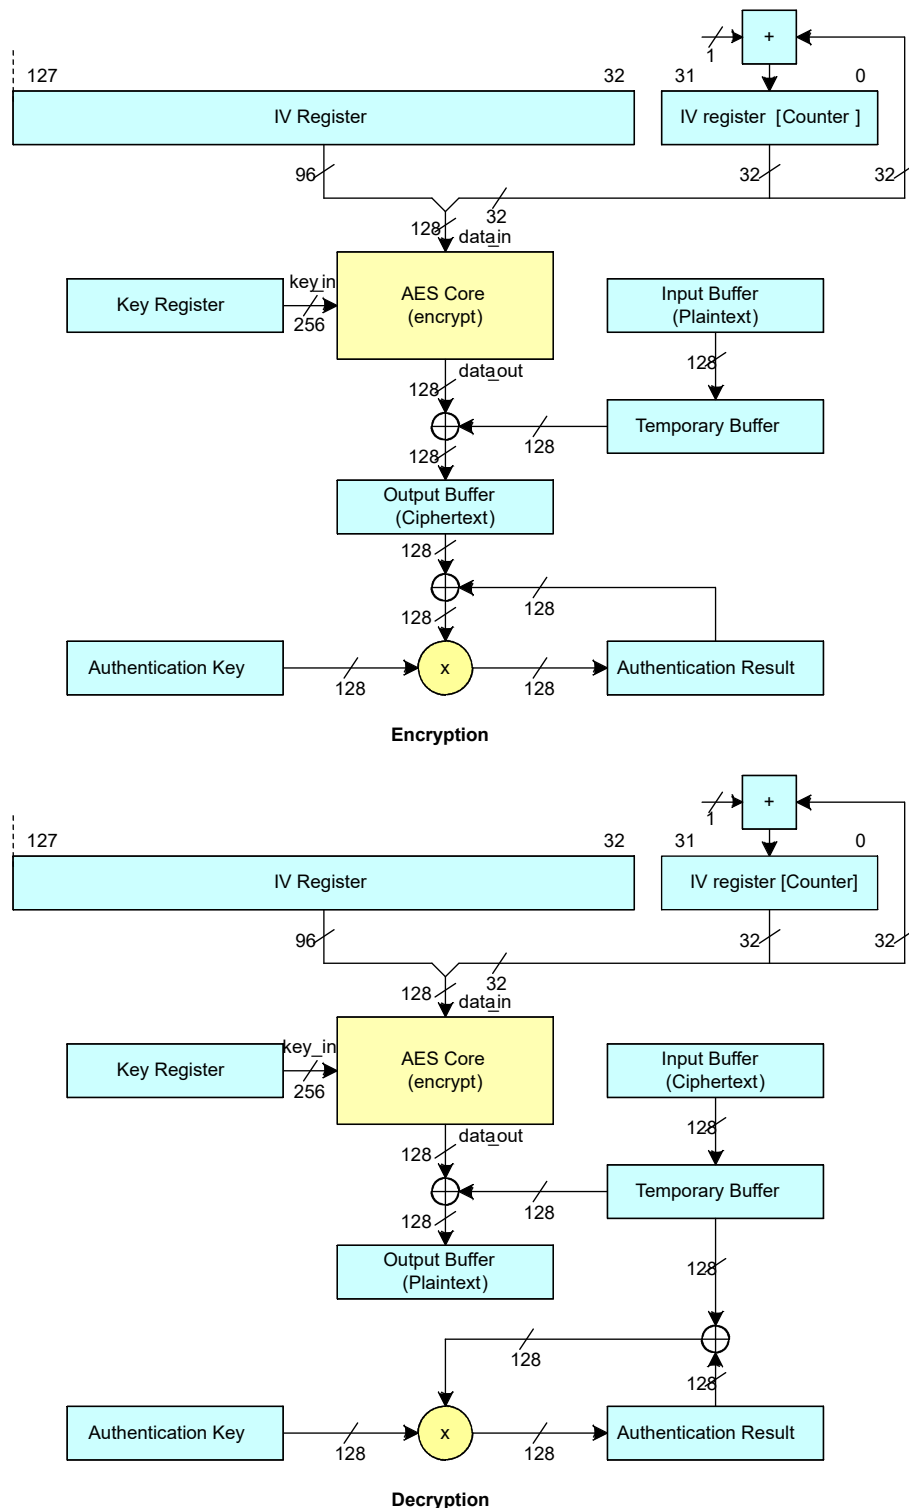 +
1
127
32
31
0
IV Register
IV register [Counter ]
96
32
32
32
128
data_in
key_in
Key Register
256
AES Core
(encrypt)
Input Buffer
(Plaintext)
128
data_out
128
Temporary Buffer
128
128
Output Buffer
(Ciphertext)
128
128
128
Authentication Key
128
x
128
Authentication Result
Encryption
+
1
127
32
31
0
IV Register
IV register [Counter]
96
32
32
32
128
data_in
key_in
Key Register
256
AES Core
(encrypt)
Input Buffer
(Ciphertext)
128
data_out
128
Temporary Buffer
128
128
Output Buffer
(Plaintext)
128
128
128
Authentication Key
128
x
128
Authentication Result
Decryption